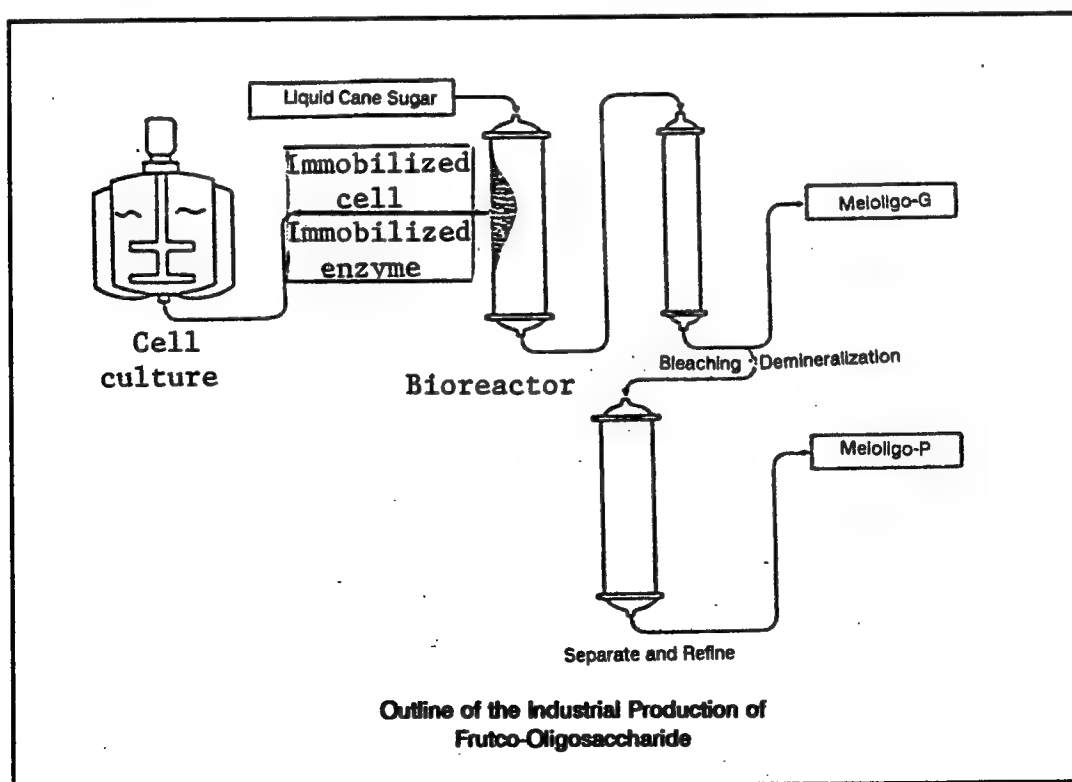 Liquid Cane Sugar
Immobilized
cell
Immobilized
enzyme
Cell
culture
Bioreactor
Meioligo-G
Bleaching · Demineralization
Meioligo-P
Separate and Refine
Outline of the Industrial Production of
Frutco-Oligosaccharide